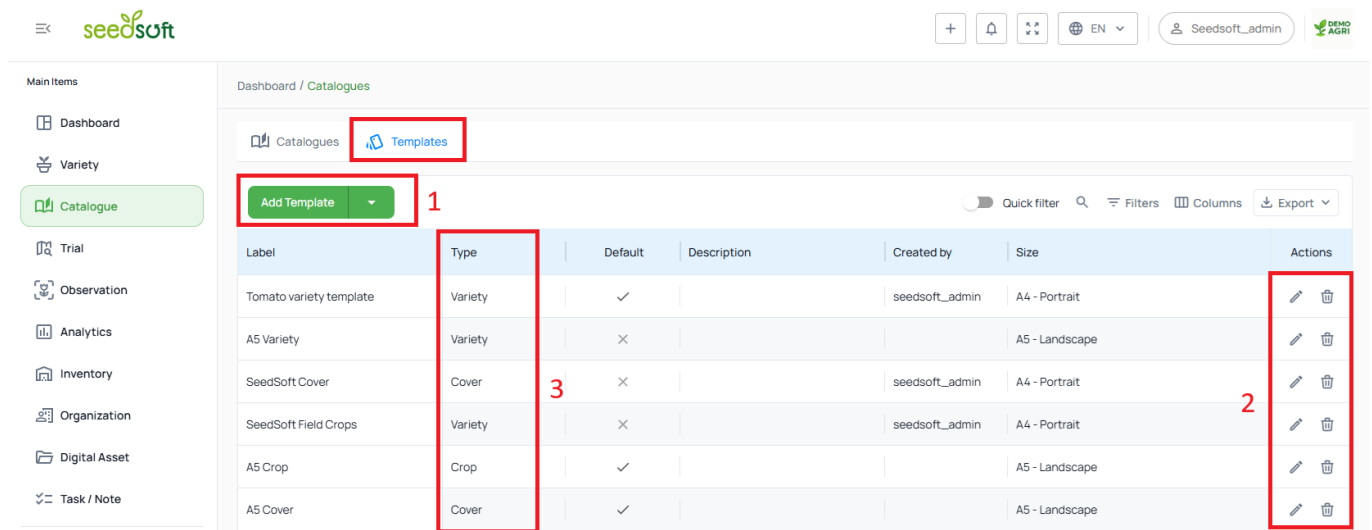 seedsoft
EN
Seedsoft_admin
DEMO
AGRI
Main Items
Dashboard
Variety
Catalogue
Trial
Observation
Analytics
Inventory
Organization
Digital Asset
Task / Note
Dashboard / Catalogues
Catalogues Templates
Add Template 1 Quick filter Filters Columns Export
Label Type Default Description Created by Size Actions
Tomato variety template Variety seedsoft_admin A4 - Portrait
A5 Variety Variety A5 - Landscape
SeedSoft Cover Cover seedsoft_admin A4 - Portrait
3
2
SeedSoft Field Crops Variety seedsoft_admin A4 - Portrait
A5 Crop Crop A5 - Landscape
A5 Cover Cover A5 - Landscape